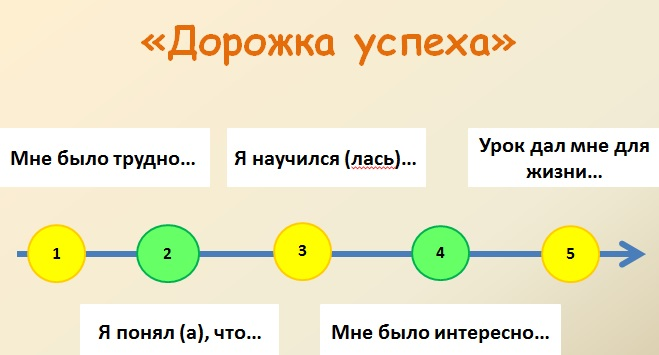 «Дорожка успеха»
Мне было трудно...
Я научился (лась)...
Урок дал мне для
жизни...
1
2
3
4
5
Я понял (а), что...
Мне было интересно...